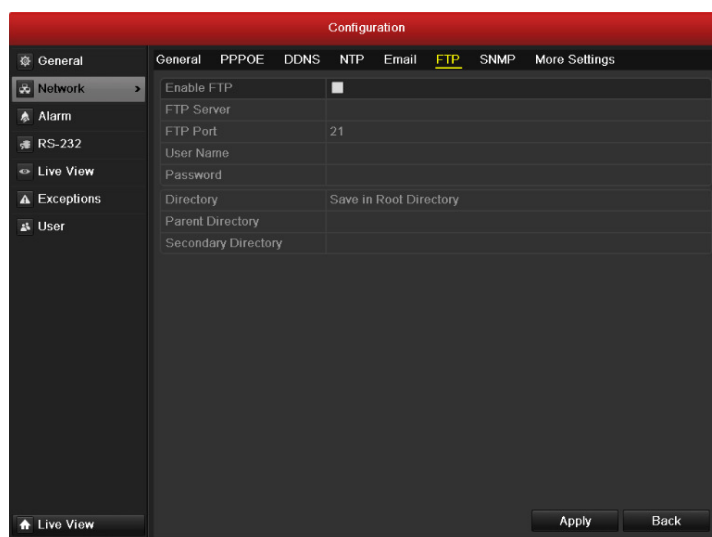 Configuration
General
Network
Alarm
RS-232
Live View
Exceptions
User
Live View
General PPPOE DDNS NTP Email FTP SNMP More Settings
Enable FTP
FTP Server
FTP Port 21
User Name
Password
Directory Save in Root Directory
Parent Directory
Secondary Directory
Apply Back